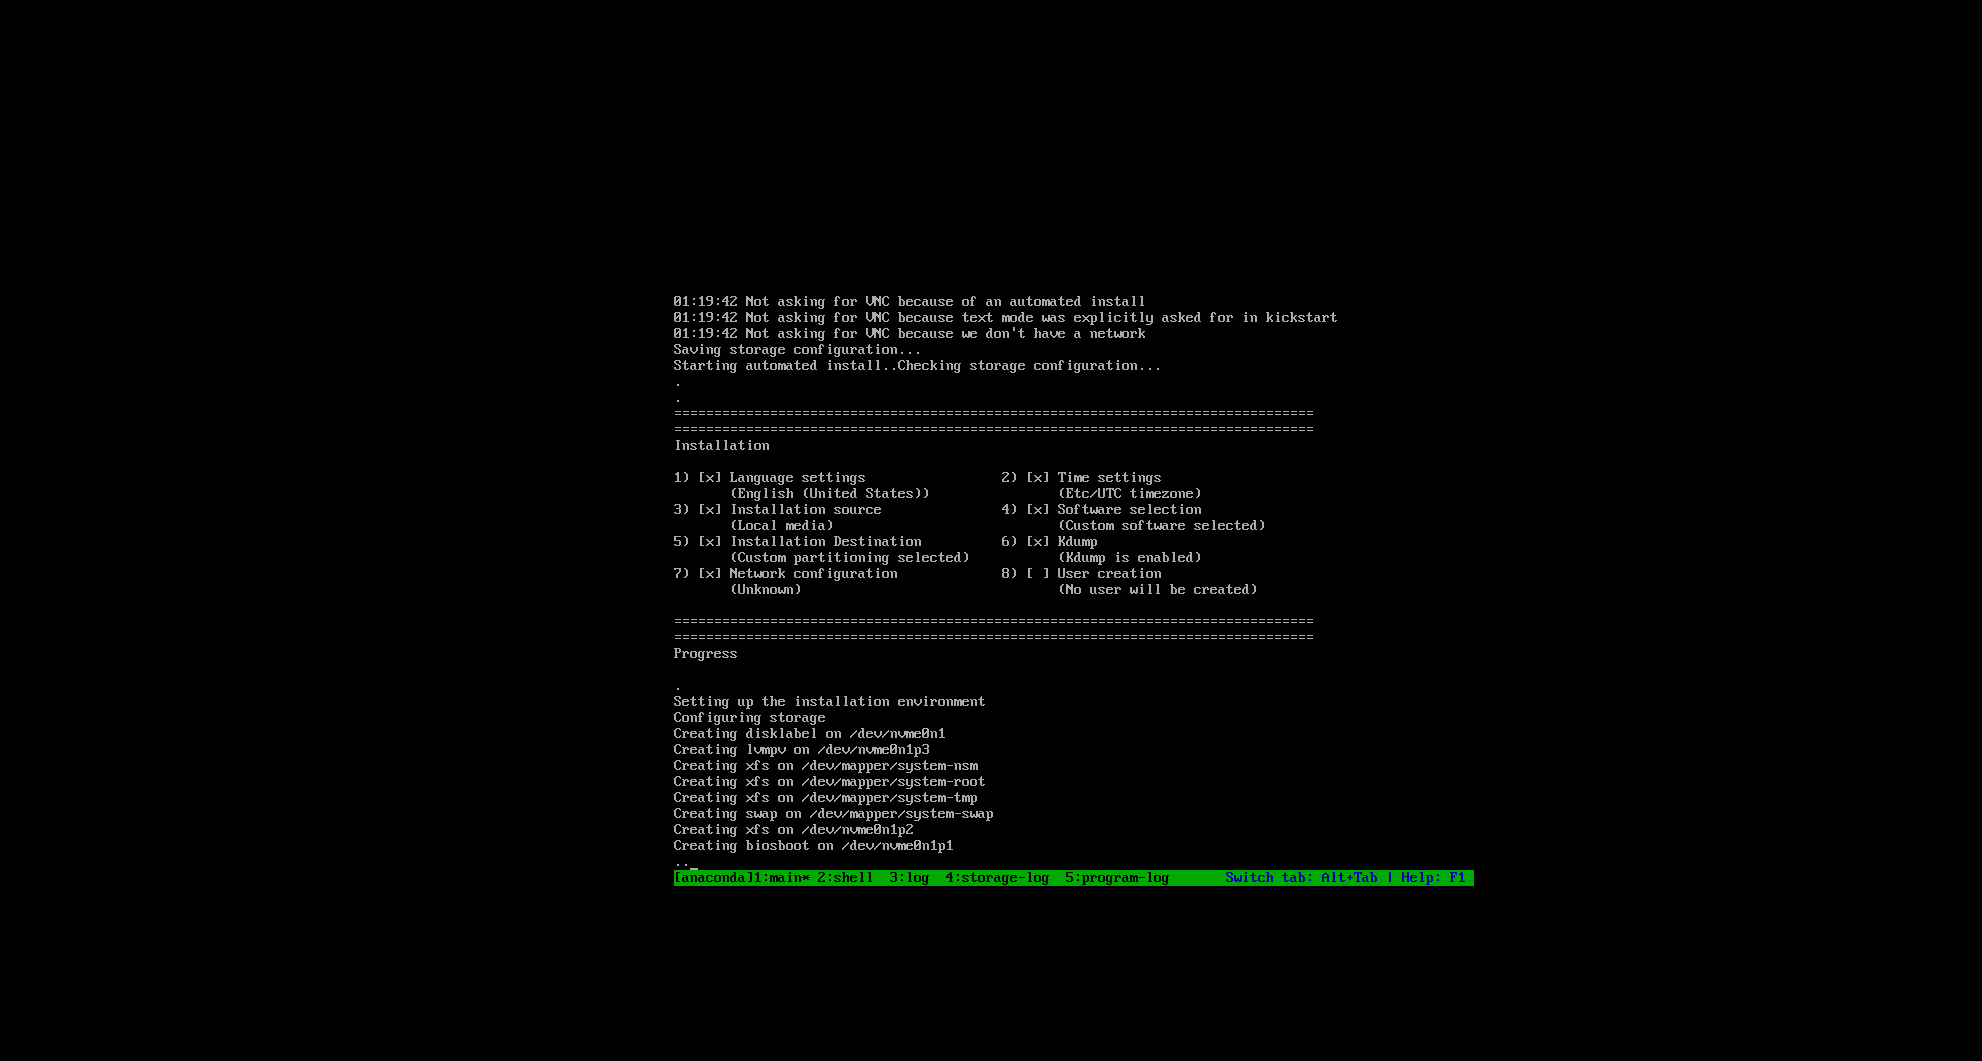 01:19:42 Not asking for VNC because of an automated install
01:19:42 Not asking for VNC because text mode was explicitly asked for in kickstart
01:19:42 Not asking for VNC because we don't have a network
Saving storage configuration...
Starting automated install..Checking storage configuration...
.
.
================================================================================
================================================================================
Installation
1) [x] Language settings                 2) [x] Time settings
       (English (United States))                (Etc/UTC timezone)
3) [x] Installation source               4) [x] Software selection
       (Local media)                            (Custom software selected)
5) [x] Installation Destination          6) [x] Kdump
       (Custom partitioning selected)           (Kdump is enabled)
7) [x] Network configuration             8) [ ] User creation
       (Unknown)                                (No user will be created)
================================================================================
================================================================================
Progress
.
Setting up the installation environment
Configuring storage
Creating disklabel on /dev/nvme0n1
Creating lvmpv on /dev/nvme0n1p3
Creating xfs on /dev/mapper/system-nsm
Creating xfs on /dev/mapper/system-root
Creating xfs on /dev/mapper/system-tmp
Creating swap on /dev/mapper/system-swap
Creating xfs on /dev/nvme0n1p2
Creating biosboot on /dev/nvme0n1p1
.._
[anaconda]1:main* 2:shell  3:log  4:storage-log  5:program-log       Switch tab: Alt+Tab | Help: F1